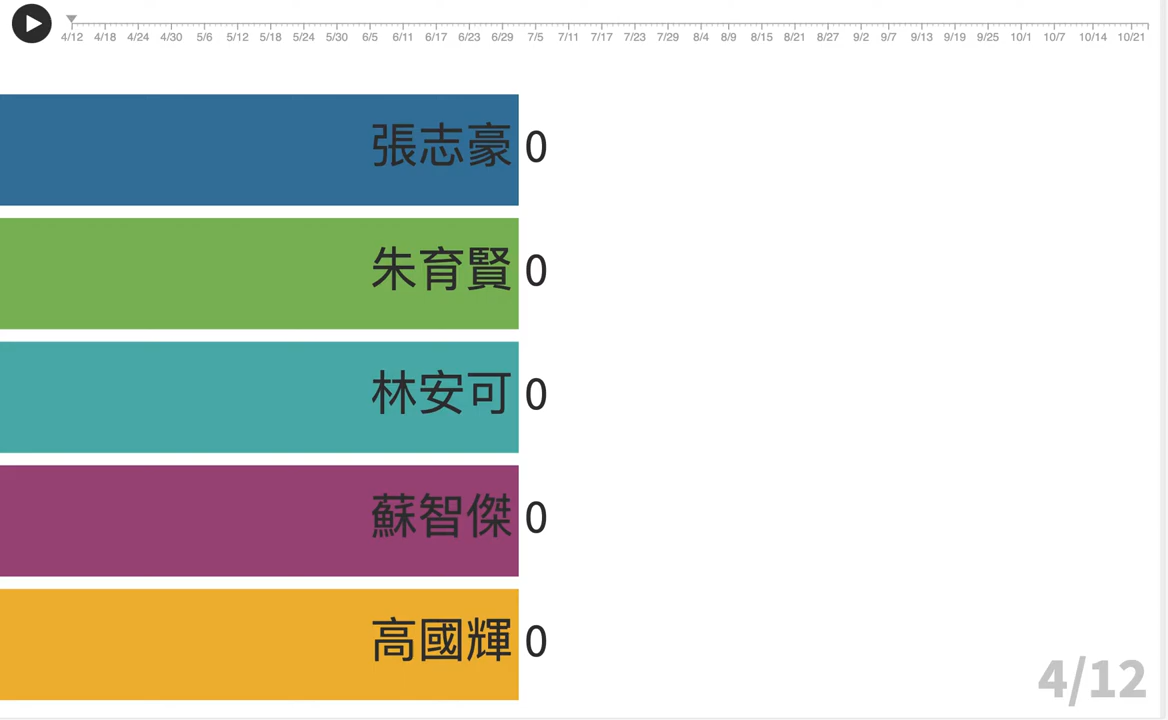 4/12 4/18 4/24 4/30 5/6 5/12 5/18 5/24 5/30 6/5 6/11 6/17 6/23 6/29 7/5 7/11 7/17 7/23 7/29 8/4 8/9 8/15 8/21 8/27 9/2 9/7 9/13 9/19 9/25 10/1 10/7 10/14 10/21
張志豪 0
朱育賢 0
林安可 0
蘇智傑 0
高國輝 0
4/12